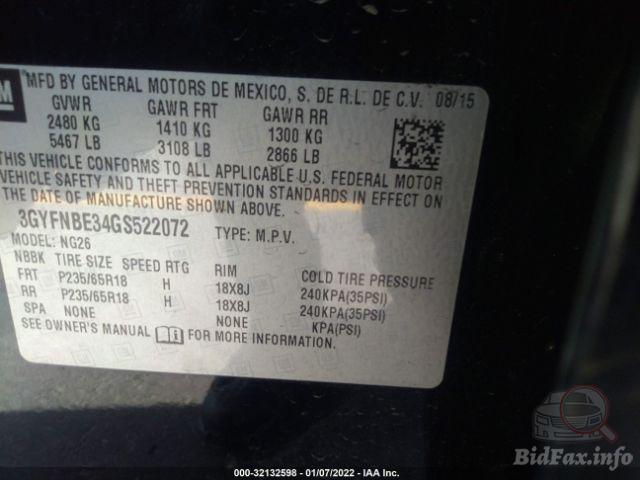 GM
MFD BY GENERAL MOTORS DE MEXICO, S. DE R.L. DE C.V. 08/15
GVWR GAWR FRT GAWR RR
2480 KG 1410 KG 1300 KG
5467 LB 3108 LB 2866 LB
THIS VEHICLE CONFORMS TO ALL APPLICABLE U.S. FEDERAL MOTOR
VEHICLE SAFETY AND THEFT PREVENTION STANDARDS IN EFFECT ON
THE DATE OF MANUFACTURE SHOWN ABOVE.
3GYFNBE34GS522072 TYPE: M.P.V.
MODEL: NG26
NBBK TIRE SIZE SPEED RTG RIM COLD TIRE PRESSURE
FRT P235/65R18 H 18X8J 240KPA(35PSI)
RR P235/65R18 H 18X8J 240KPA(35PSI)
SPA NONE NONE KPA(PSI)
SEE OWNER'S MANUAL FOR MORE INFORMATION.
BidFax.info
000-32132598 - 01/07/2022 - IAA Inc.